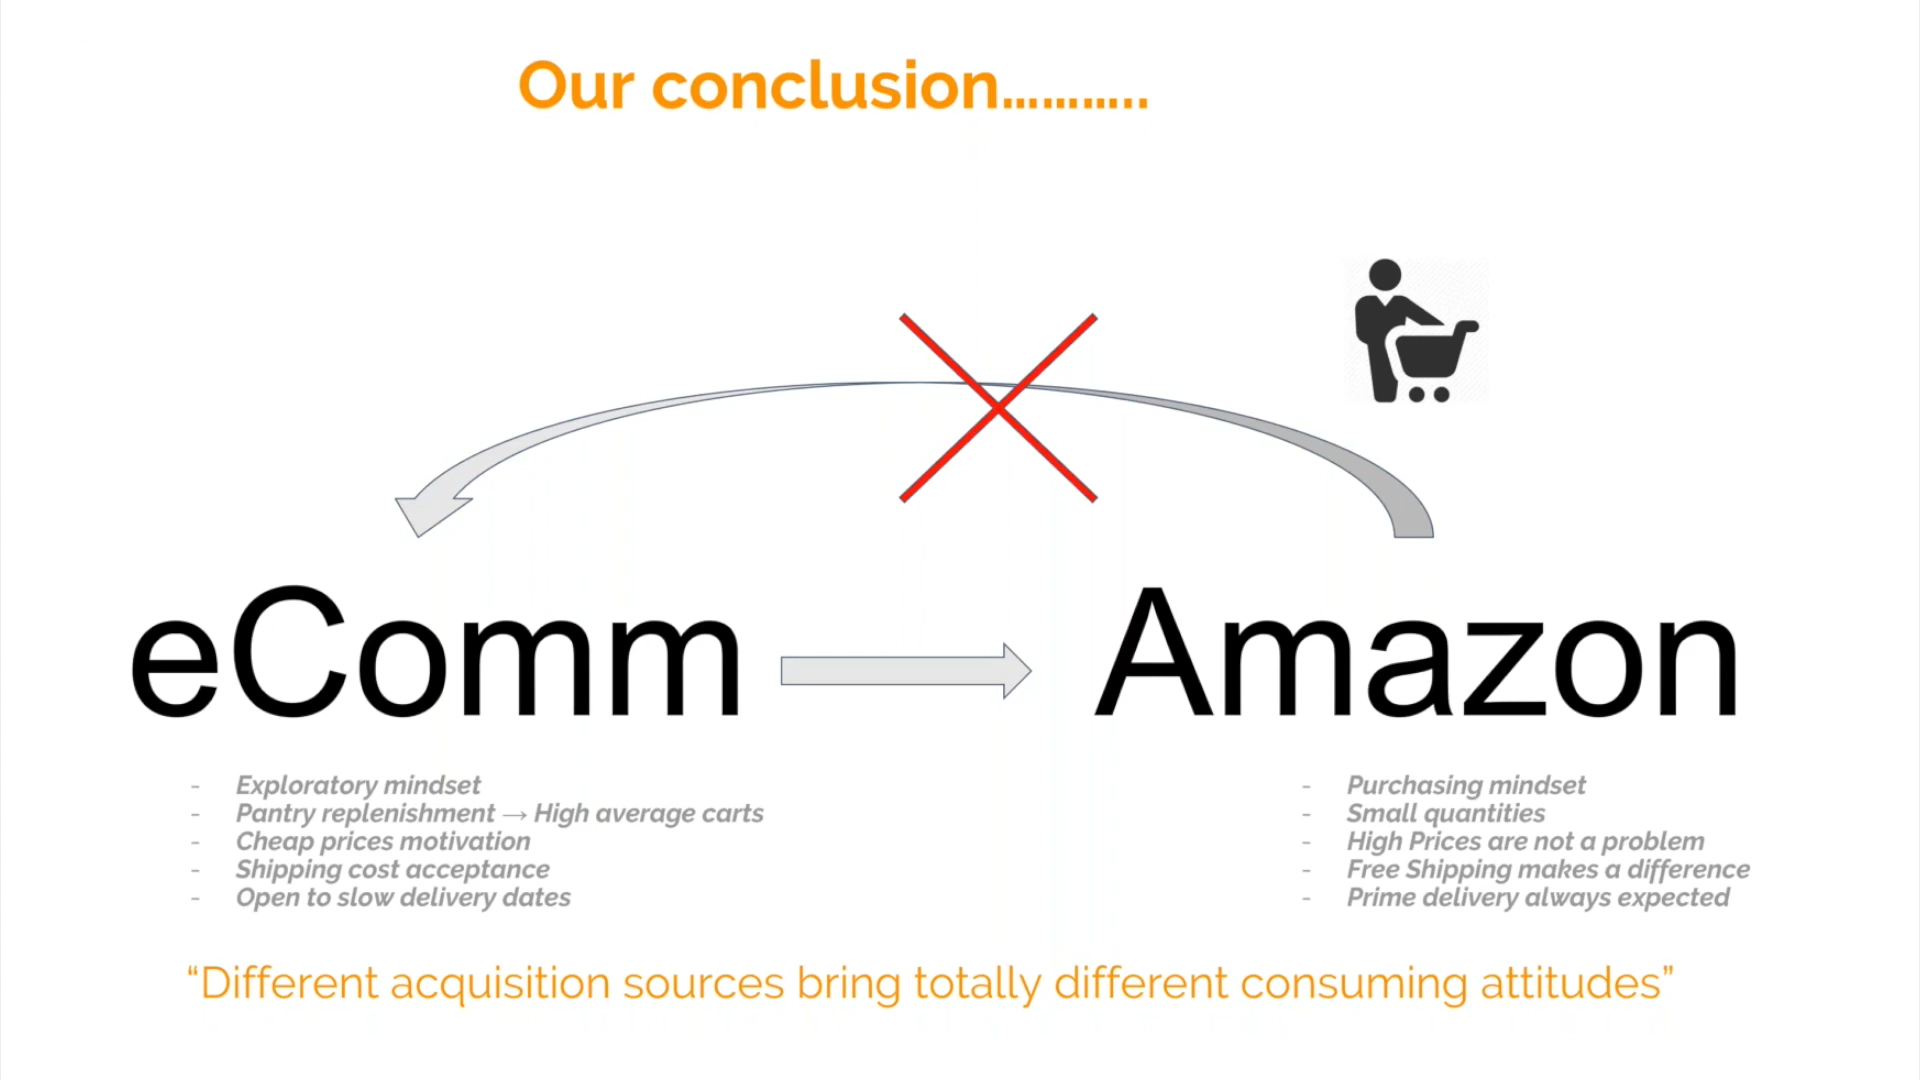 Our conclusion...........
eComm
Amazon
- Exploratory mindset
- Pantry replenishment → High average carts
- Cheap prices motivation
- Shipping cost acceptance
- Open to slow delivery dates
- Purchasing mindset
- Small quantities
- High Prices are not a problem
- Free Shipping makes a difference
- Prime delivery always expected
“Different acquisition sources bring totally different consuming attitudes”